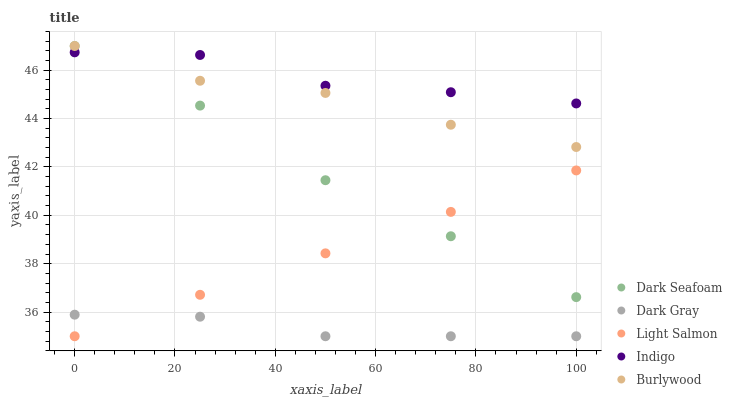 title
yaxis_label
46
44
42
40
38
36
0 20 40 60 80 100
xaxis_label
Dark Seafoam
Dark Gray
Light Salmon
Indigo
Burlywood